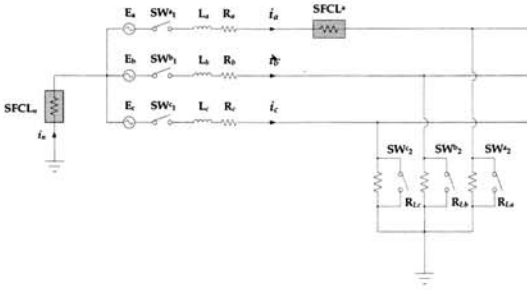 Ea SWa1 La Ra ia SFCLa
Eb SWb1 Lb Rb ib
SFCLn Ec SWc1 Lc Rc ic
in
SWc2 SWb2 SWa2
RLc RLb RLa